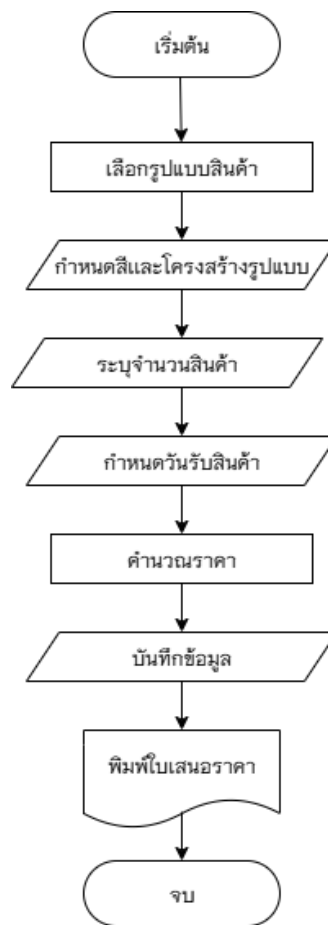 เริ่มต้น
เลือกรูปแบบสินค้า
กำหนดสีและโครงสร้างรูปแบบ
ระบุจำนวนสินค้า
กำหนดวันรับสินค้า
คำนวณราคา
บันทึกข้อมูล
พิมพ์ใบเสนอราคา
จบ